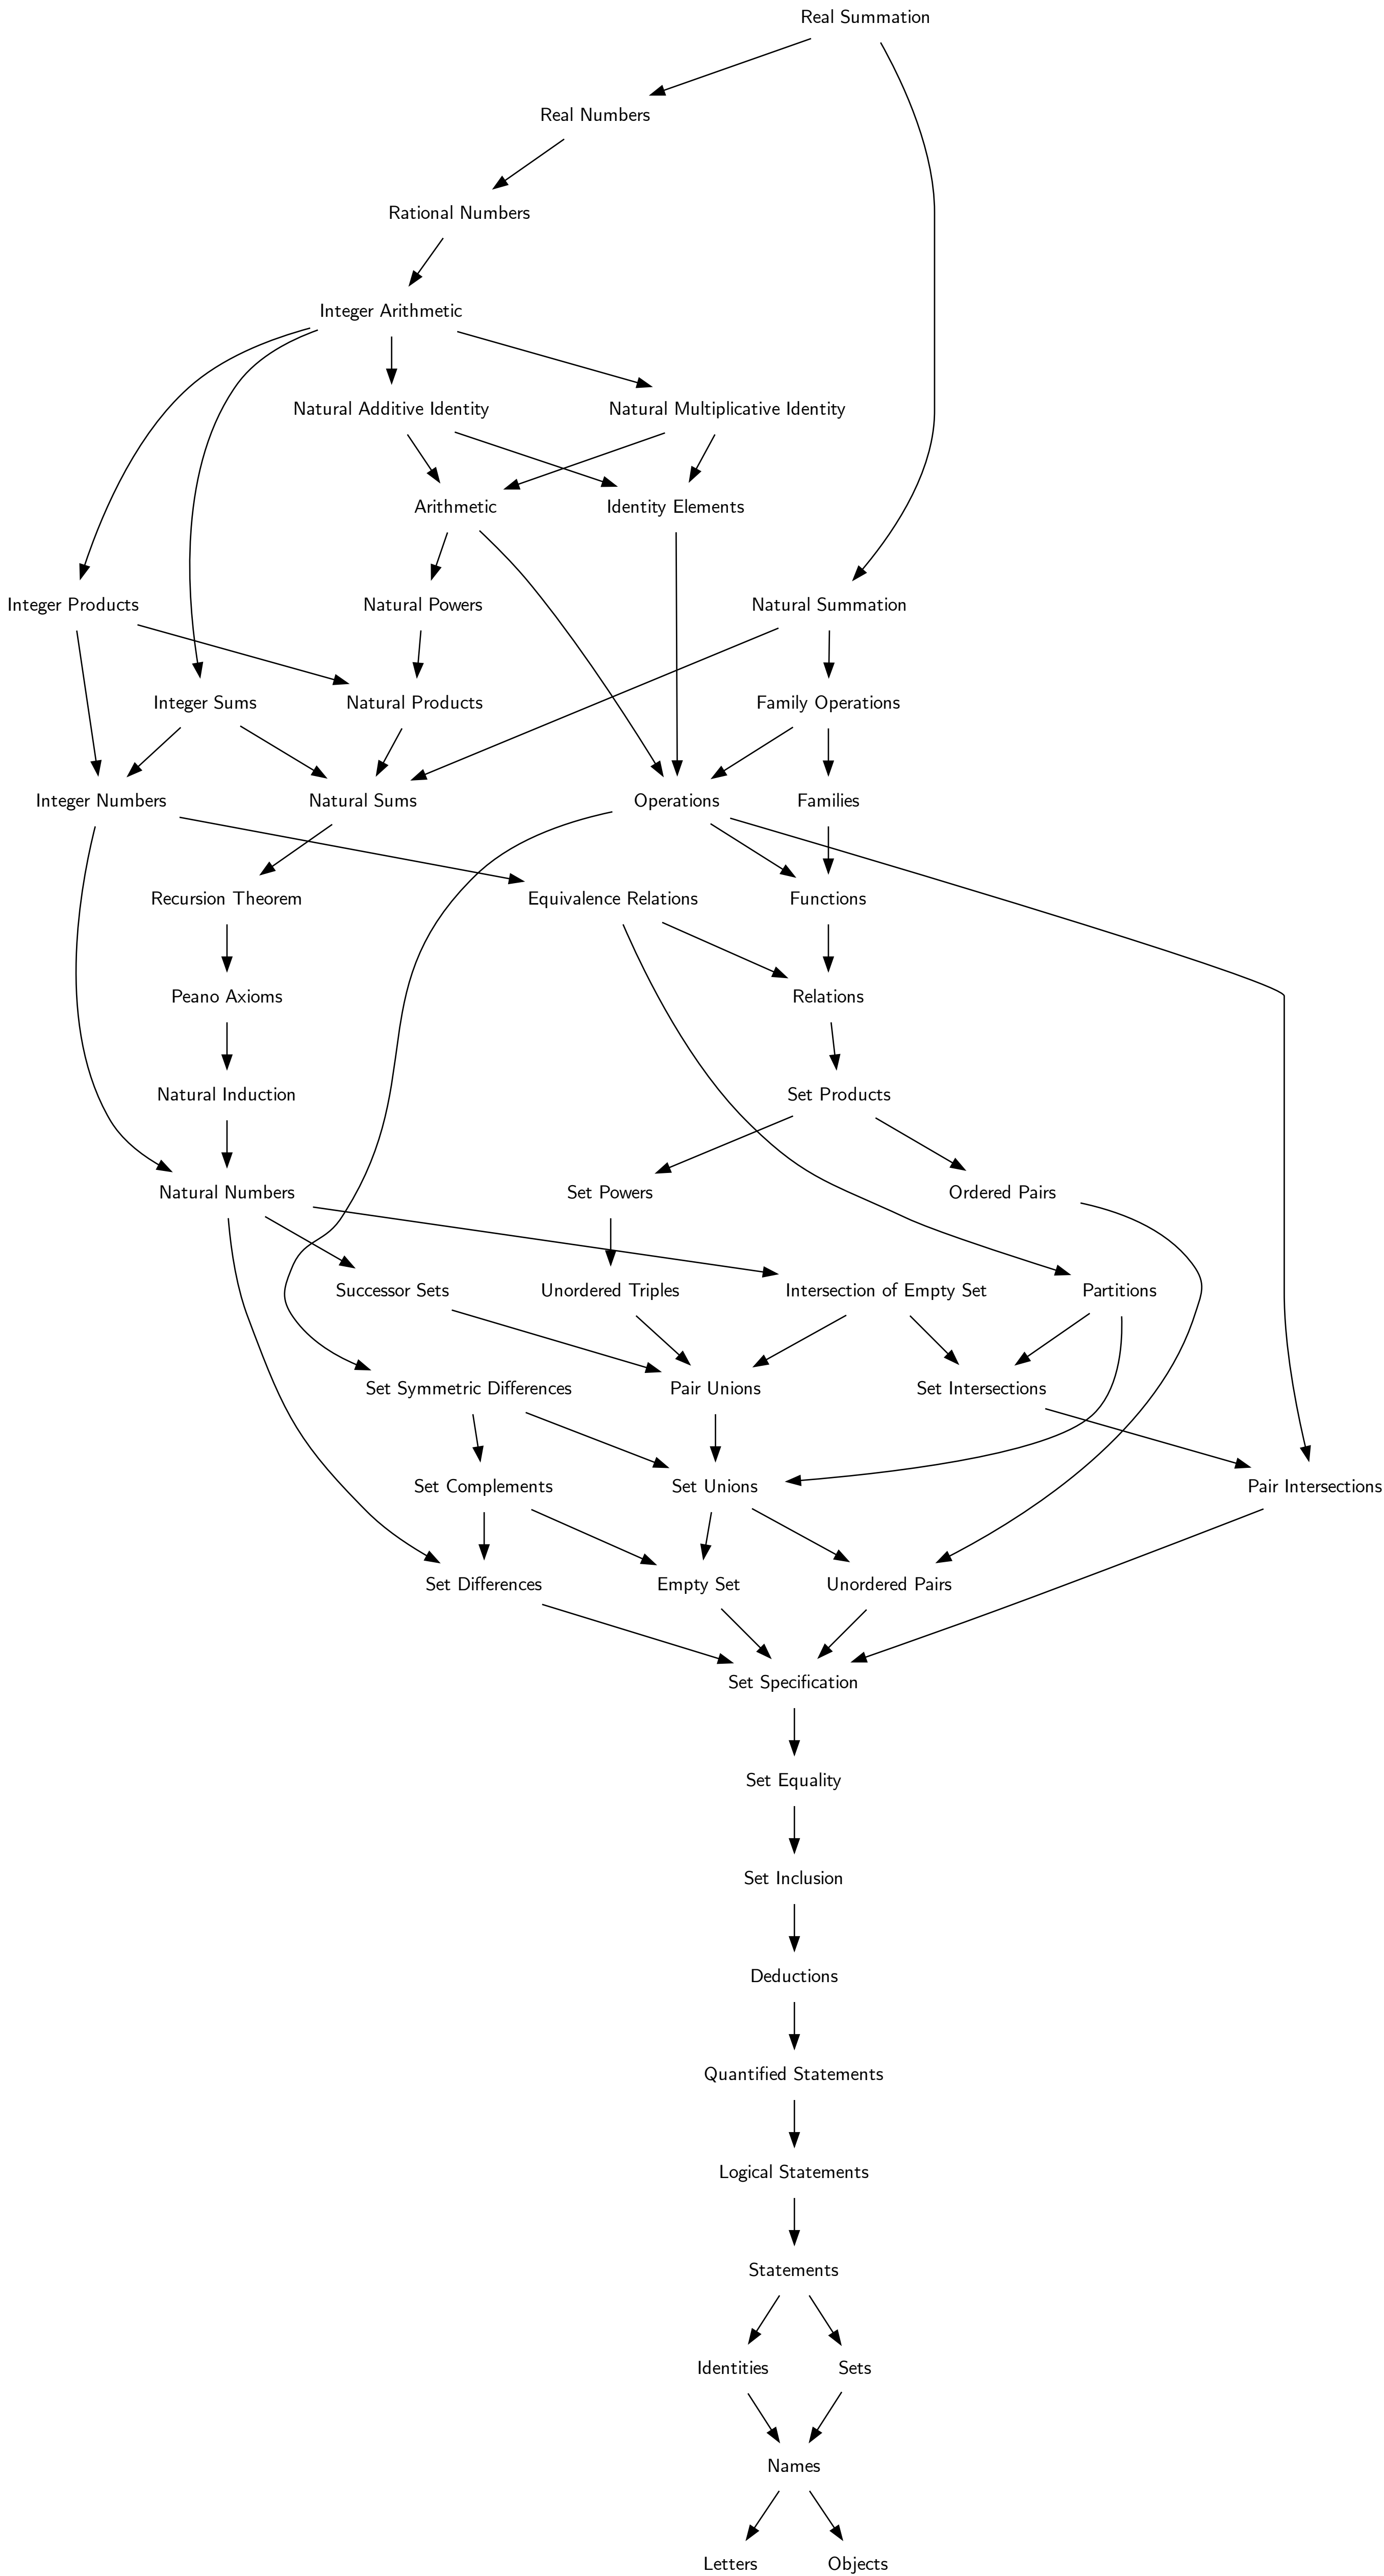 Real Summation
Real Numbers
Rational Numbers
Integer Arithmetic
Natural Additive Identity
Natural Multiplicative Identity
Arithmetic
Identity Elements
Integer Products
Natural Powers
Natural Summation
Integer Sums
Natural Products
Family Operations
Integer Numbers
Natural Sums
Operations
Families
Recursion Theorem
Equivalence Relations
Functions
Peano Axioms
Relations
Natural Induction
Set Products
Natural Numbers
Set Powers
Ordered Pairs
Successor Sets
Unordered Triples
Intersection of Empty Set
Partitions
Set Symmetric Differences
Pair Unions
Set Intersections
Set Complements
Set Unions
Pair Intersections
Set Differences
Empty Set
Unordered Pairs
Set Specification
Set Equality
Set Inclusion
Deductions
Quantified Statements
Logical Statements
Statements
Identities
Sets
Names
Letters
Objects